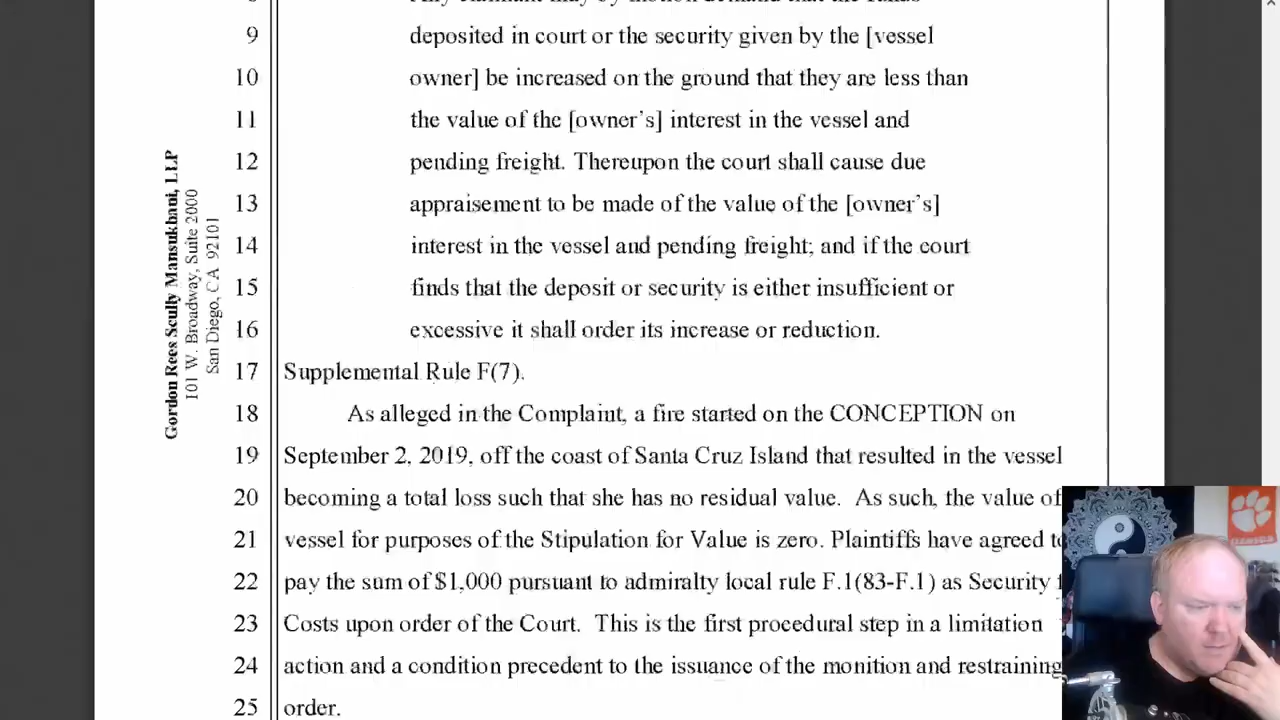 9 deposited in court or the security given by the [vessel
10 owner] be increased on the ground that they are less than
11 the value of the [owner's] interest in the vessel and
12 pending freight. Thereupon the court shall cause due
13 appraisement to be made of the value of the [owner's]
14 interest in the vessel and pending freight; and if the court
15 finds that the deposit or security is either insufficient or
16 excessive it shall order its increase or reduction.
17 Supplemental Rule F(7).
18 As alleged in the Complaint, a fire started on the CONCEPTION on
19 September 2, 2019, off the coast of Santa Cruz Island that resulted in the vessel
20 becoming a total loss such that she has no residual value. As such, the value of
21 vessel for purposes of the Stipulation for Value is zero. Plaintiffs have agreed
22 pay the sum of $1,000 pursuant to admiralty local rule F.1(83-F.1) as Security
23 Costs upon order of the Court. This is the first procedural step in a limitation
24 action and a condition precedent to the issuance of the monition and restraining
25 order.
Gordon Rees Scully Mansukhani, LLP
101 W. Broadway, Suite 2000
San Diego, CA 92101